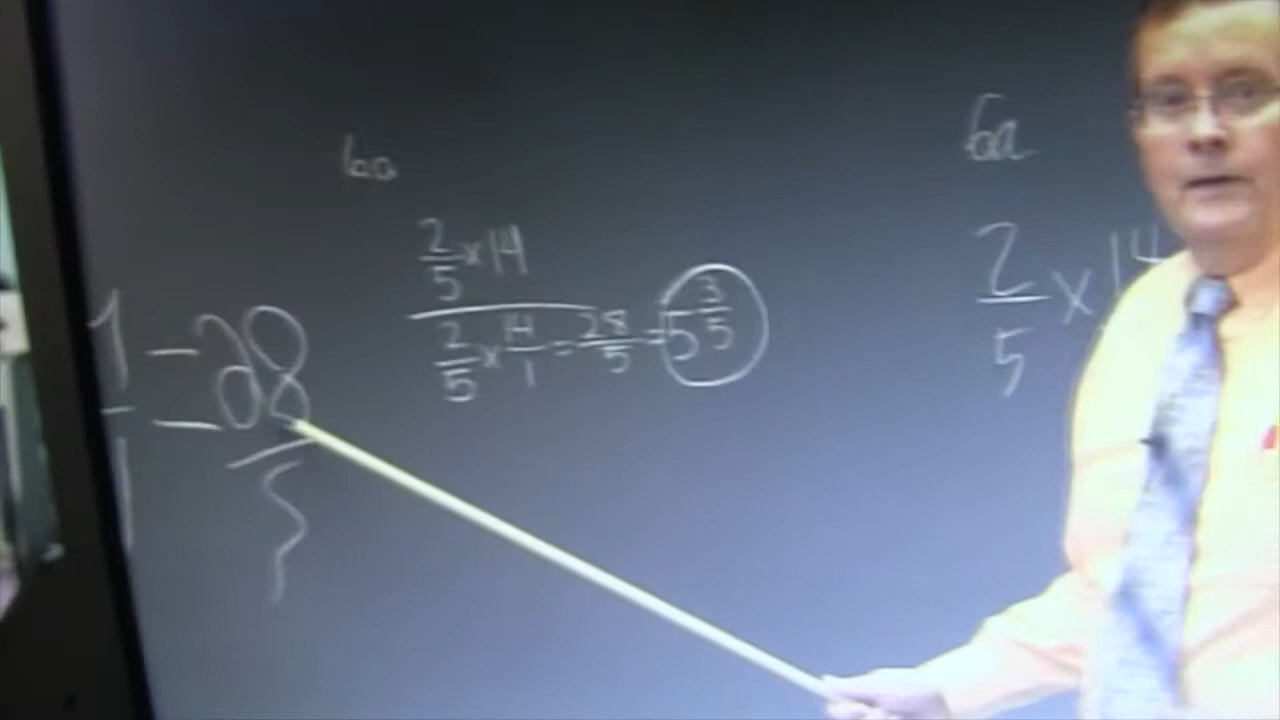 6a
2/5 x 14
2/5 x 14/1 = 28/5 = 5 3/5
= 28/5
6a
2/5 x 14